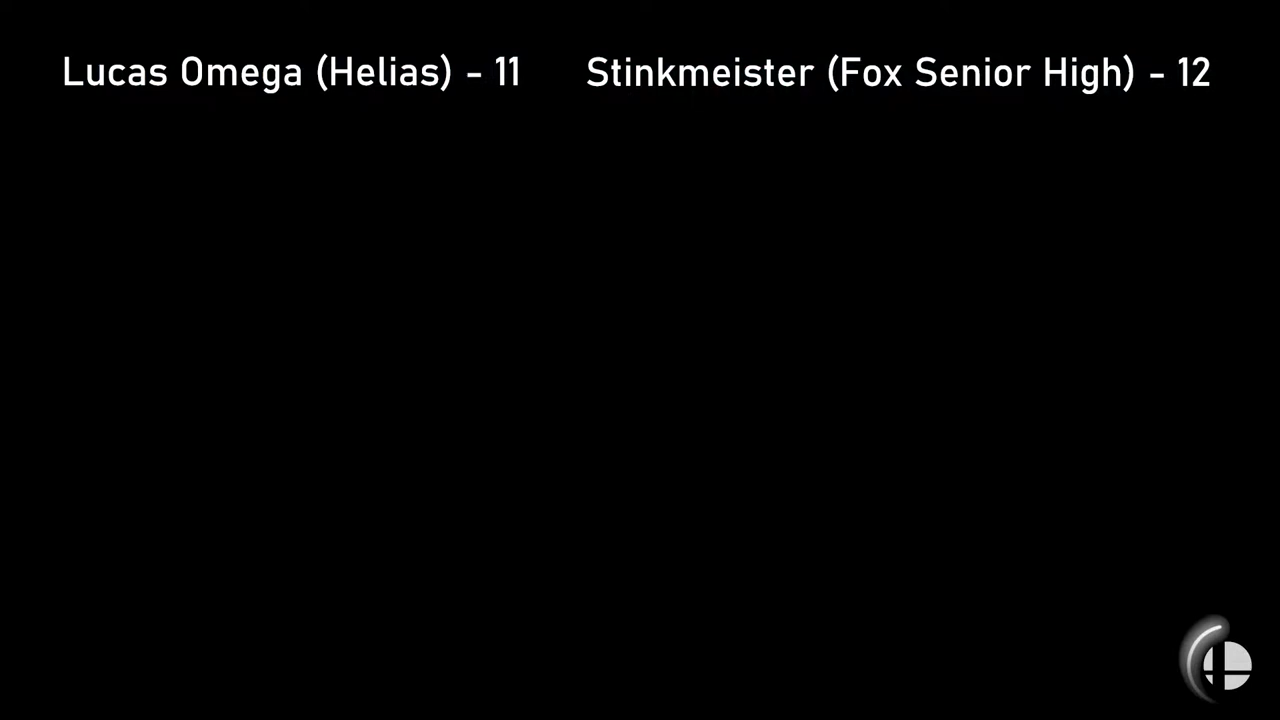 Lucas Omega (Helias) - 11 Stinkmeister (Fox Senior High) - 12